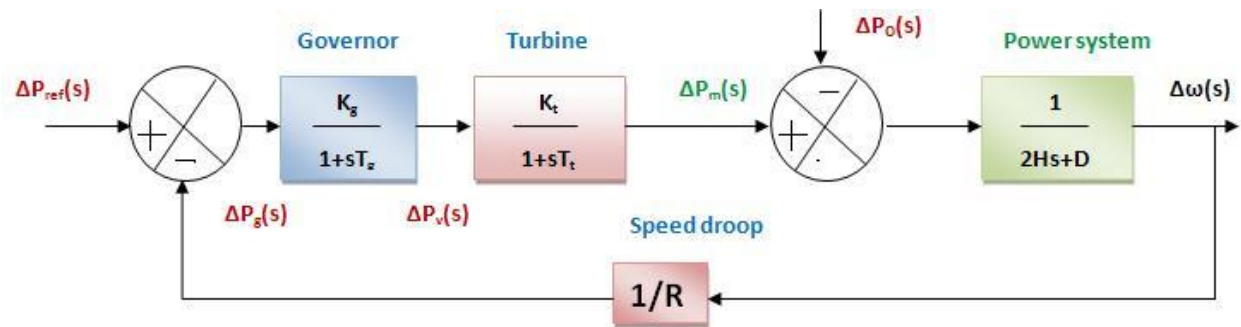 Governor
Turbine
ΔP₀(s)
Power system
ΔPref(s)
Kg
1+sTg
Kt
1+sTt
ΔPm(s)
1
2Hs+D
Δω(s)
+
−
−
+
ΔPg(s)
ΔPv(s)
Speed droop
1/R